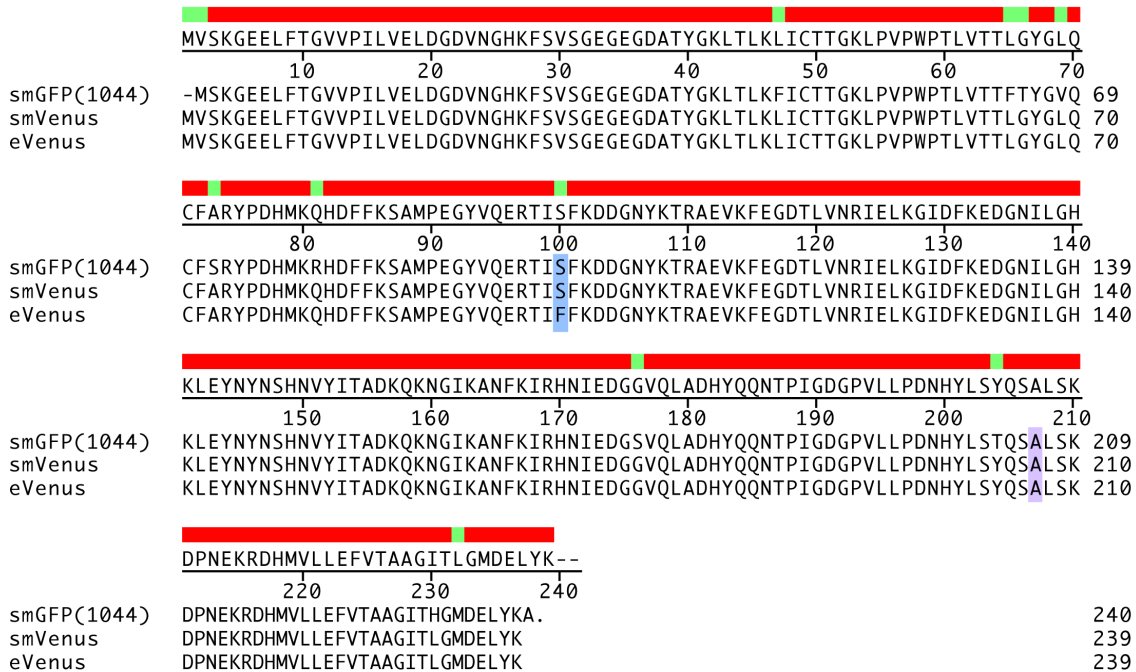 MVSKGEELFTGVVPILVELDGDVNGHKFSVSGEGEGDATYGKLTLKLICTTGKLPVPWPTLVTTLGYGLQ
10 20 30 40 50 60 70
smGFP(1044) -MSKGEELFTGVVPILVELDGDVNGHKFSVSGEGEGDATYGKLTLKFICTTGKLPVPWPTLVTTFTYGVQ 69
smVenus MVSKGEELFTGVVPILVELDGDVNGHKFSVSGEGEGDATYGKLTLKLICTTGKLPVPWPTLVTTLGYGLQ 70
eVenus MVSKGEELFTGVVPILVELDGDVNGHKFSVSGEGEGDATYGKLTLKLICTTGKLPVPWPTLVTTLGYGLQ 70
CFARYPDHMKQHDFFKSAMPEGYVQERTISFKDDGNYKTRAEVKFEGDTLVNRIELKGIDFKEDGNILGH
80 90 100 110 120 130 140
smGFP(1044) CFSRYPDHMKRHDFFKSAMPEGYVQERTISFKDDGNYKTRAEVKFEGDTLVNRIELKGIDFKEDGNILGH 139
smVenus CFARYPDHMKQHDFFKSAMPEGYVQERTISFKDDGNYKTRAEVKFEGDTLVNRIELKGIDFKEDGNILGH 140
eVenus CFARYPDHMKQHDFFKSAMPEGYVQERTIFFKDDGNYKTRAEVKFEGDTLVNRIELKGIDFKEDGNILGH 140
KLEYNYNSHNVYITADKQKNGIKANFKIRHNIEDGGVQLADHYQQNTPIGDGPVLLPDNHYLSYQSALSK
150 160 170 180 190 200 210
smGFP(1044) KLEYNYNSHNVYITADKQKNGIKANFKIRHNIEDGSVQLADHYQQNTPIGDGPVLLPDNHYLSTQSALSK 209
smVenus KLEYNYNSHNVYITADKQKNGIKANFKIRHNIEDGGVQLADHYQQNTPIGDGPVLLPDNHYLSYQSALSK 210
eVenus KLEYNYNSHNVYITADKQKNGIKANFKIRHNIEDGGVQLADHYQQNTPIGDGPVLLPDNHYLSYQSALSK 210
DPNEKRDHMVLLEFVTAAGITLGMDELYK--
220 230 240
smGFP(1044) DPNEKRDHMVLLEFVTAAGITHGMDELYKA. 240
smVenus DPNEKRDHMVLLEFVTAAGITLGMDELYK 239
eVenus DPNEKRDHMVLLEFVTAAGITLGMDELYK 239